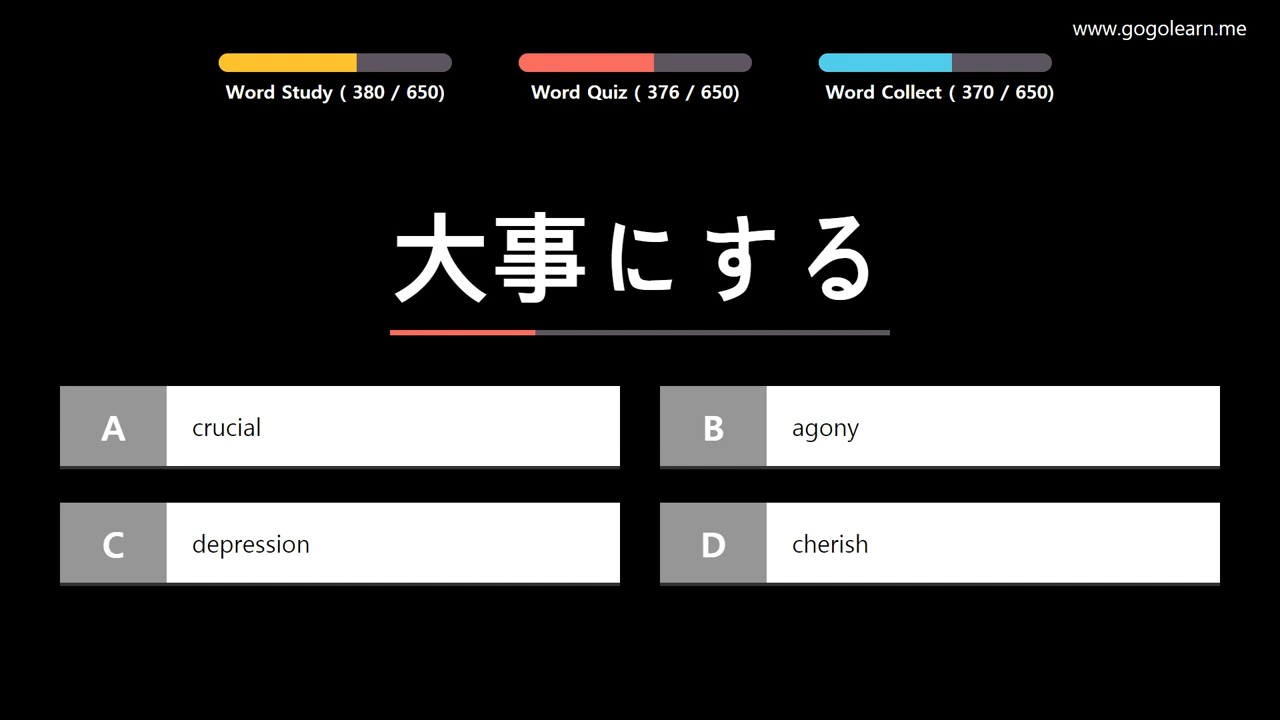 www.gogolearn.me
Word Study ( 380 / 650)
Word Quiz ( 376 / 650)
Word Collect ( 370 / 650)
大事にする
A crucial
B agony
C depression
D cherish